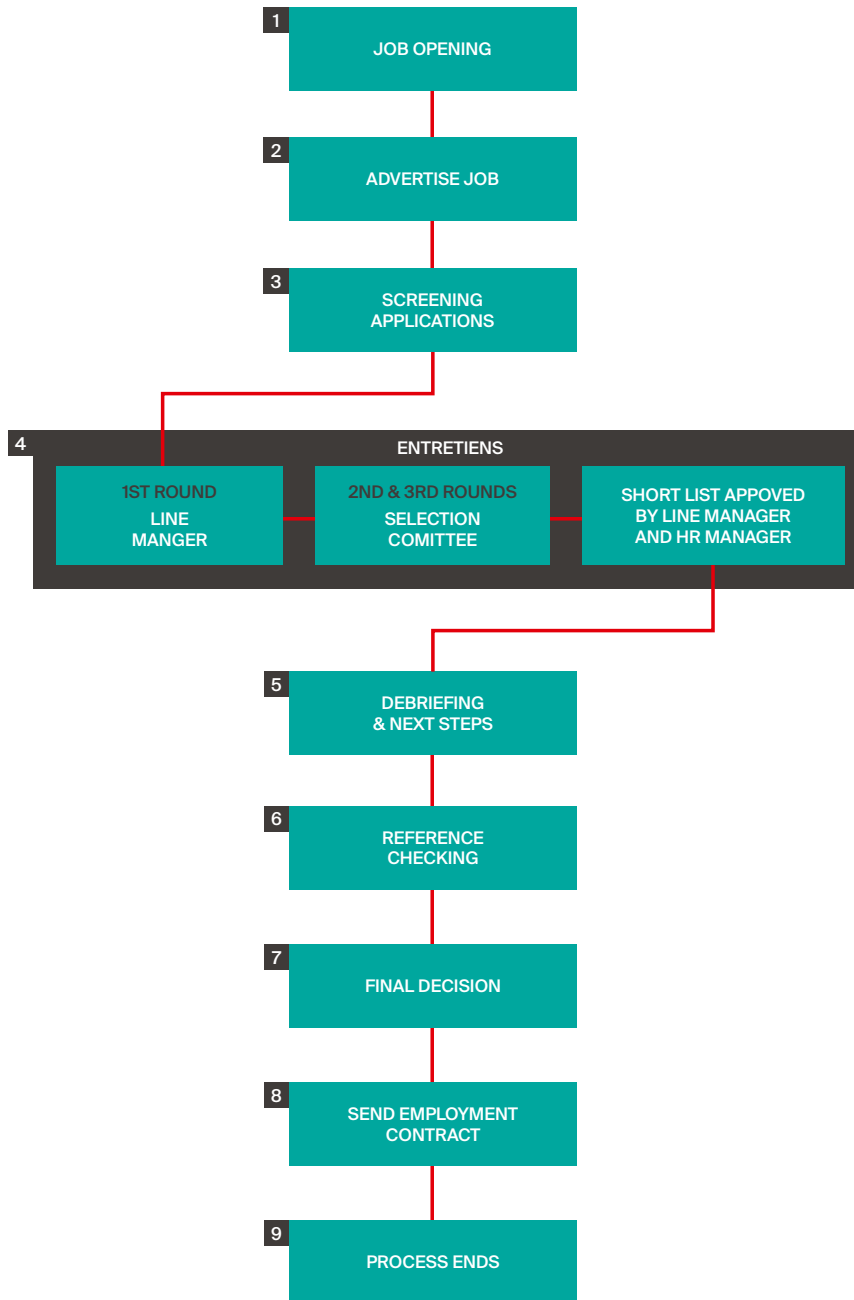 1
JOB OPENING
2
ADVERTISE JOB
3
SCREENING
APPLICATIONS
4
ENTRETIENS
1ST ROUND
LINE
MANGER
2ND & 3RD ROUNDS
SELECTION
COMITTEE
SHORT LIST APPOVED
BY LINE MANAGER
AND HR MANAGER
5
DEBRIEFING
& NEXT STEPS
6
REFERENCE
CHECKING
7
FINAL DECISION
8
SEND EMPLOYMENT
CONTRACT
9
PROCESS ENDS